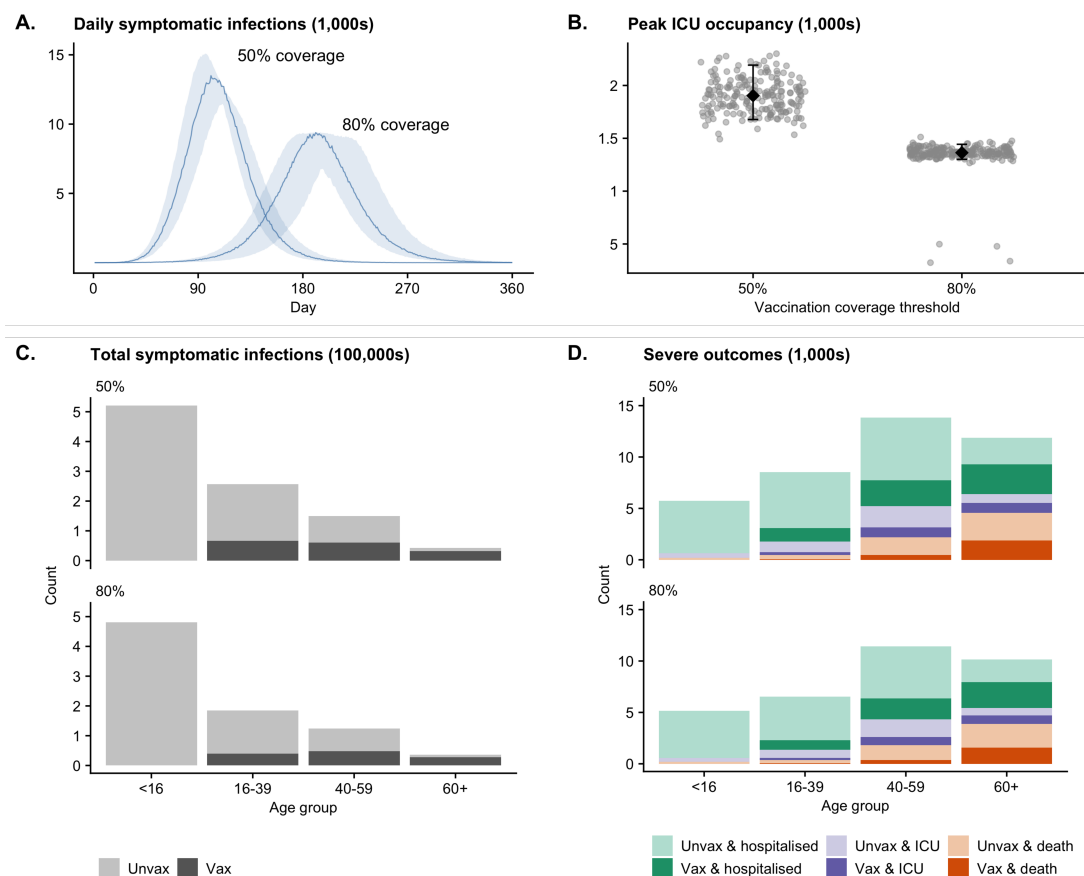 A. Daily symptomatic infections (1,000s)
15
10
5
50% coverage
80% coverage
0 90 180 270 360
Day
B. Peak ICU occupancy (1,000s)
2
1.5
1
5
50% 80%
Vaccination coverage threshold
C. Total symptomatic infections (100,000s)
Count
50%
5
4
3
2
1
0
80%
5
4
3
2
1
0
<16 16-39 40-59 60+
Age group
Unvax Vax
D. Severe outcomes (1,000s)
Count
50%
15
10
5
0
80%
15
10
5
0
<16 16-39 40-59 60+
Age group
Unvax & hospitalised Unvax & ICU Unvax & death
Vax & hospitalised Vax & ICU Vax & death